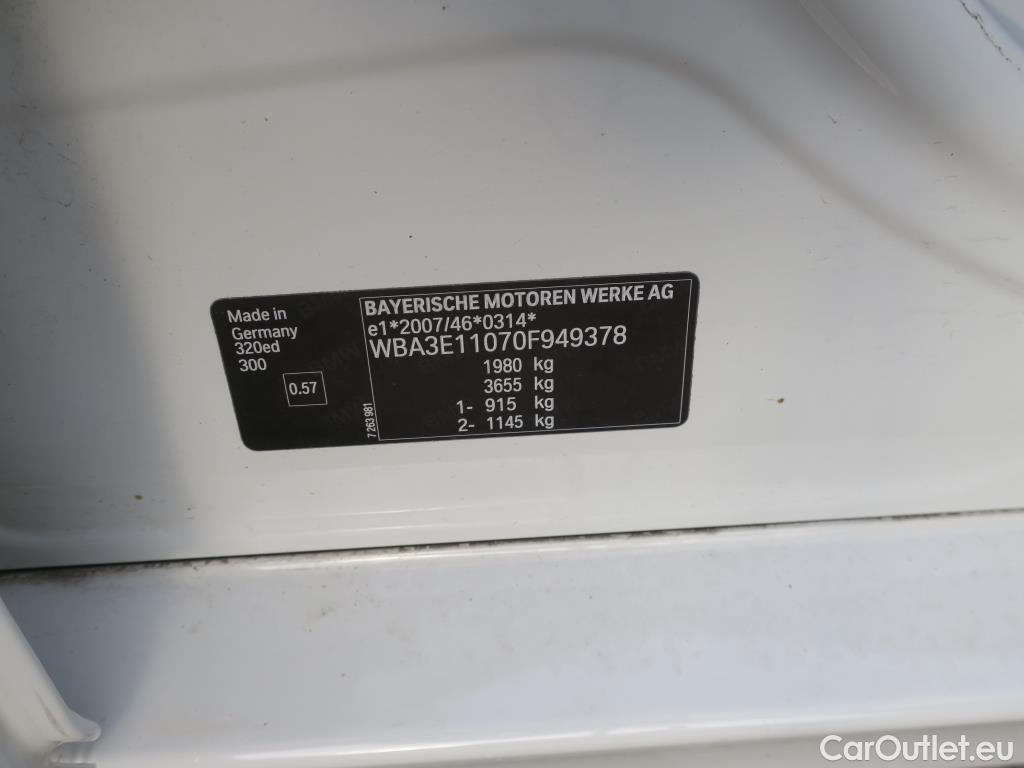 Made in
Germany
320ed
300
0.57
7 263 981
BAYERISCHE MOTOREN WERKE AG
e1*2007/46*0314*
WBA3E11070F949378
1980 kg
3655 kg
1- 915 kg
2- 1145 kg
CarOutlet.eu